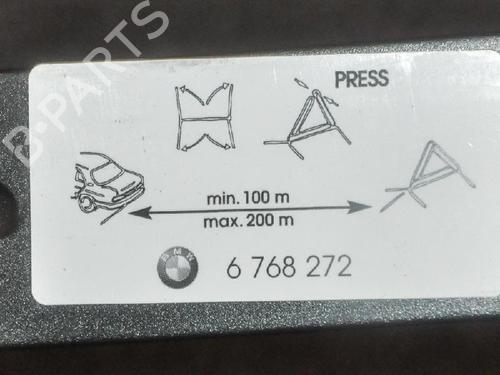 PRESS
min. 100 m
max. 200 m
BMW
6 768 272
B-PARTS